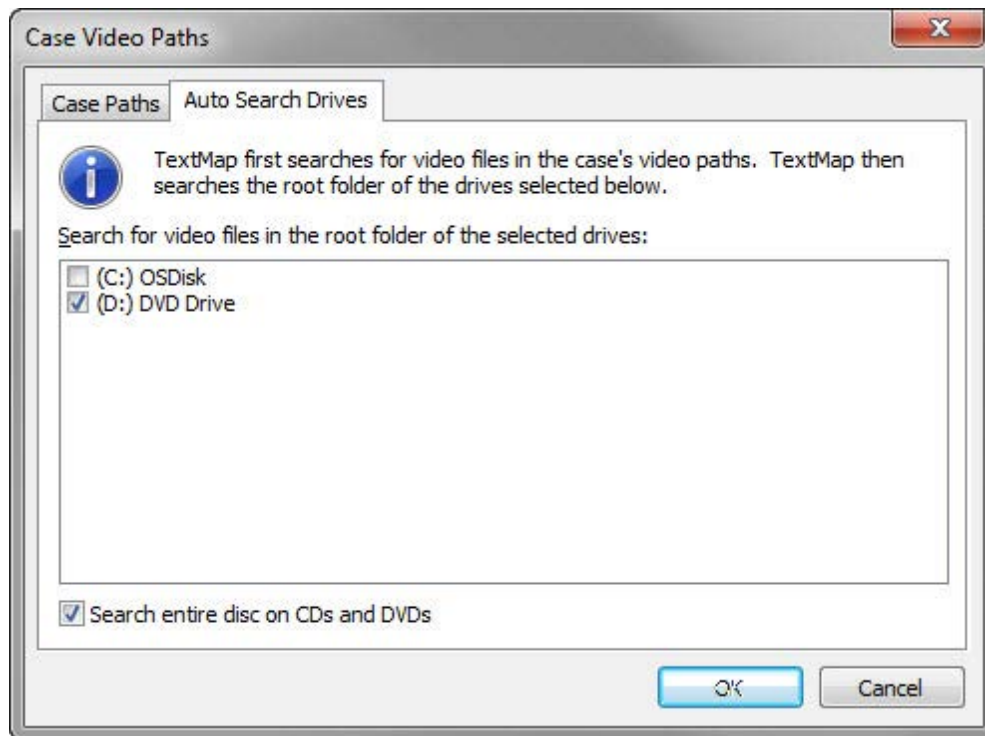 Case Video Paths
Case Paths
Auto Search Drives
TextMap first searches for video files in the case's video paths.  TextMap then
searches the root folder of the drives selected below.
Search for video files in the root folder of the selected drives:
(C:) OSDisk
(D:) DVD Drive
Search entire disc on CDs and DVDs
OK
Cancel